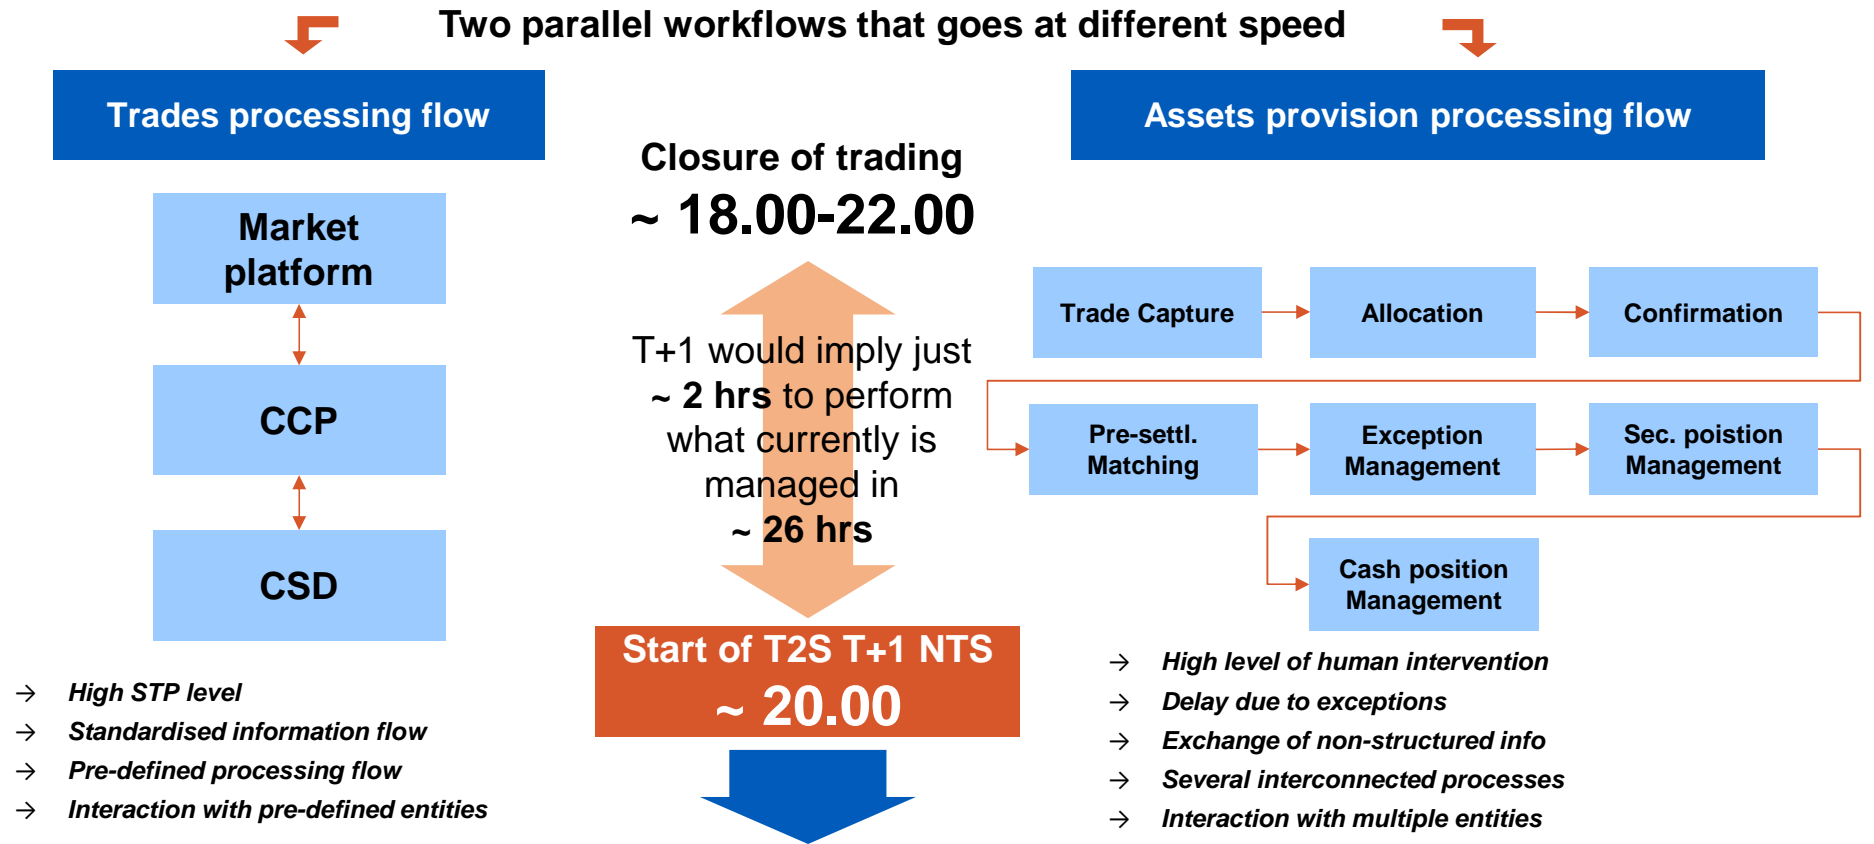 Two parallel workflows that goes at different speed
Trades processing flow
Market
platform
CCP
CSD
→ High STP level
→ Standardised information flow
→ Pre-defined processing flow
→ Interaction with pre-defined entities
Closure of trading
~ 18.00-22.00
T+1 would imply just
~ 2 hrs to perform
what currently is
managed in
~ 26 hrs
Start of T2S T+1 NTS
~ 20.00
Assets provision processing flow
Trade Capture
Allocation
Confirmation
Pre-settl.
Matching
Exception
Management
Sec. poistion
Management
Cash position
Management
→ High level of human intervention
→ Delay due to exceptions
→ Exchange of non-structured info
→ Several interconnected processes
→ Interaction with multiple entities